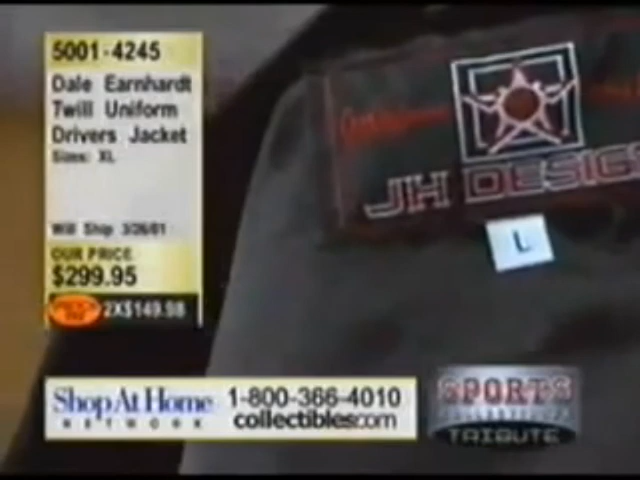 5001-4245
Dale Earnhardt
Twill Uniform
Drivers Jacket
Size: XL
Will Ship 3/26/01
OUR PRICE
$299.95
2X$149.98
JH DESIG
L
Shop At Home
NETWORK
1-800-366-4010
collectibles.com
SPORTS
TRIBUTE